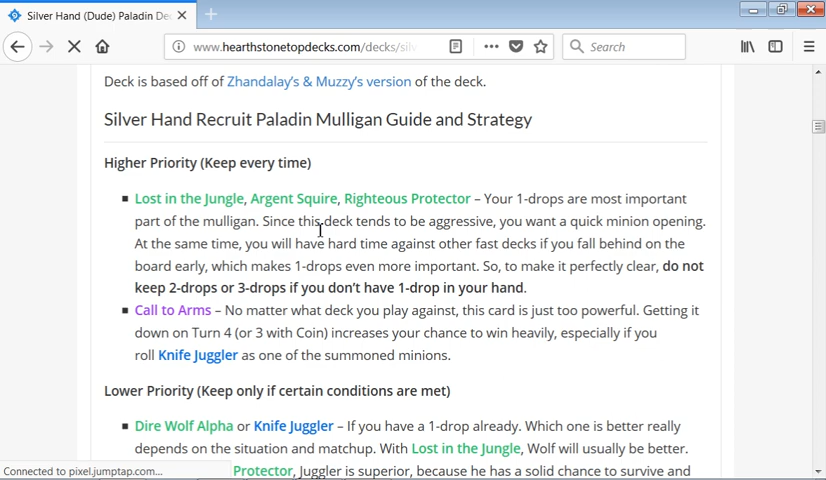 Silver Hand (Dude) Paladin De
www.hearthstonetopdecks.com/decks/silv
Search
Deck is based off of Zhandalay's & Muzzy's version of the deck.
Silver Hand Recruit Paladin Mulligan Guide and Strategy
Higher Priority (Keep every time)
Lost in the Jungle, Argent Squire, Righteous Protector – Your 1-drops are most important
part of the mulligan. Since this deck tends to be aggressive, you want a quick minion opening.
At the same time, you will have hard time against other fast decks if you fall behind on the
board early, which makes 1-drops even more important. So, to make it perfectly clear, do not
keep 2-drops or 3-drops if you don't have 1-drop in your hand.
Call to Arms – No matter what deck you play against, this card is just too powerful. Getting it
down on Turn 4 (or 3 with Coin) increases your chance to win heavily, especially if you
roll Knife Juggler as one of the summoned minions.
Lower Priority (Keep only if certain conditions are met)
Dire Wolf Alpha or Knife Juggler – If you have a 1-drop already. Which one is better really
depends on the situation and matchup. With Lost in the Jungle, Wolf will usually be better.
Protector, Juggler is superior, because he has a solid chance to survive and
Connected to pixel.jumptap.com...